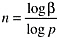 n = log β / log p